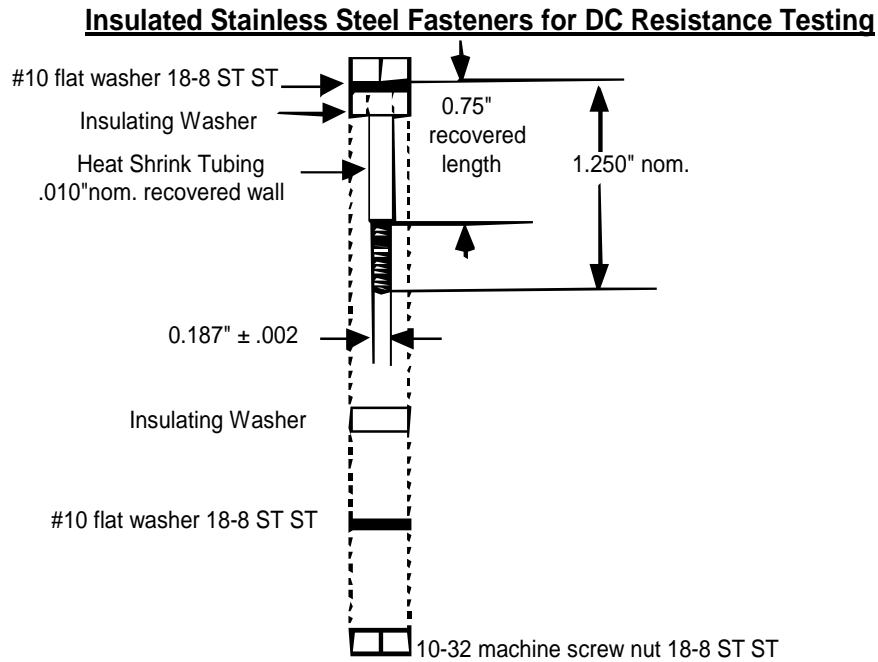 Insulated Stainless Steel Fasteners for DC Resistance Testing
#10 flat washer 18-8 ST ST
Insulating Washer
Heat Shrink Tubing
.010"nom. recovered wall
0.75"
recovered
length
1.250" nom.
0.187" ± .002
Insulating Washer
#10 flat washer 18-8 ST ST
10-32 machine screw nut 18-8 ST ST